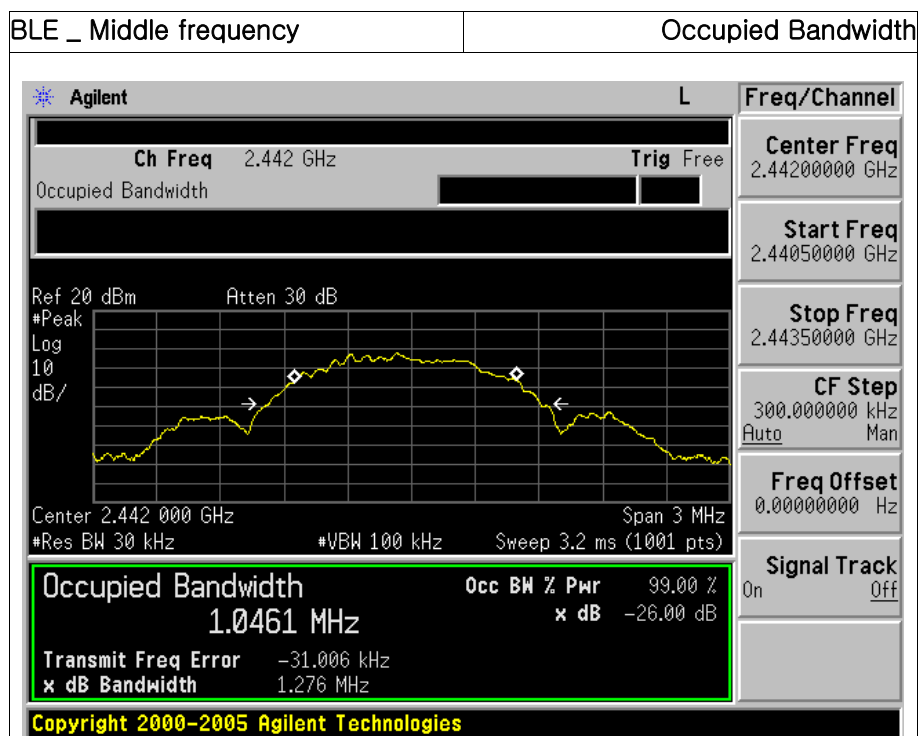 BLE _ Middle frequency Occupied Bandwidth
Agilent L Freq/Channel
Ch Freq 2.442 GHz Trig Free
Occupied Bandwidth
Center Freq
2.44200000 GHz
Start Freq
2.44050000 GHz
Stop Freq
2.44350000 GHz
CF Step
300.000000 kHz
Auto Man
Freq Offset
0.00000000 Hz
Signal Track
On Off
Ref 20 dBm Atten 30 dB
#Peak
Log
10
dB/
Center 2.442 000 GHz Span 3 MHz
#Res BW 30 kHz #VBW 100 kHz Sweep 3.2 ms (1001 pts)
Occupied Bandwidth Occ BW % Pwr 99.00 %
1.0461 MHz x dB -26.00 dB
Transmit Freq Error -31.006 kHz
x dB Bandwidth 1.276 MHz
Copyright 2000-2005 Agilent Technologies